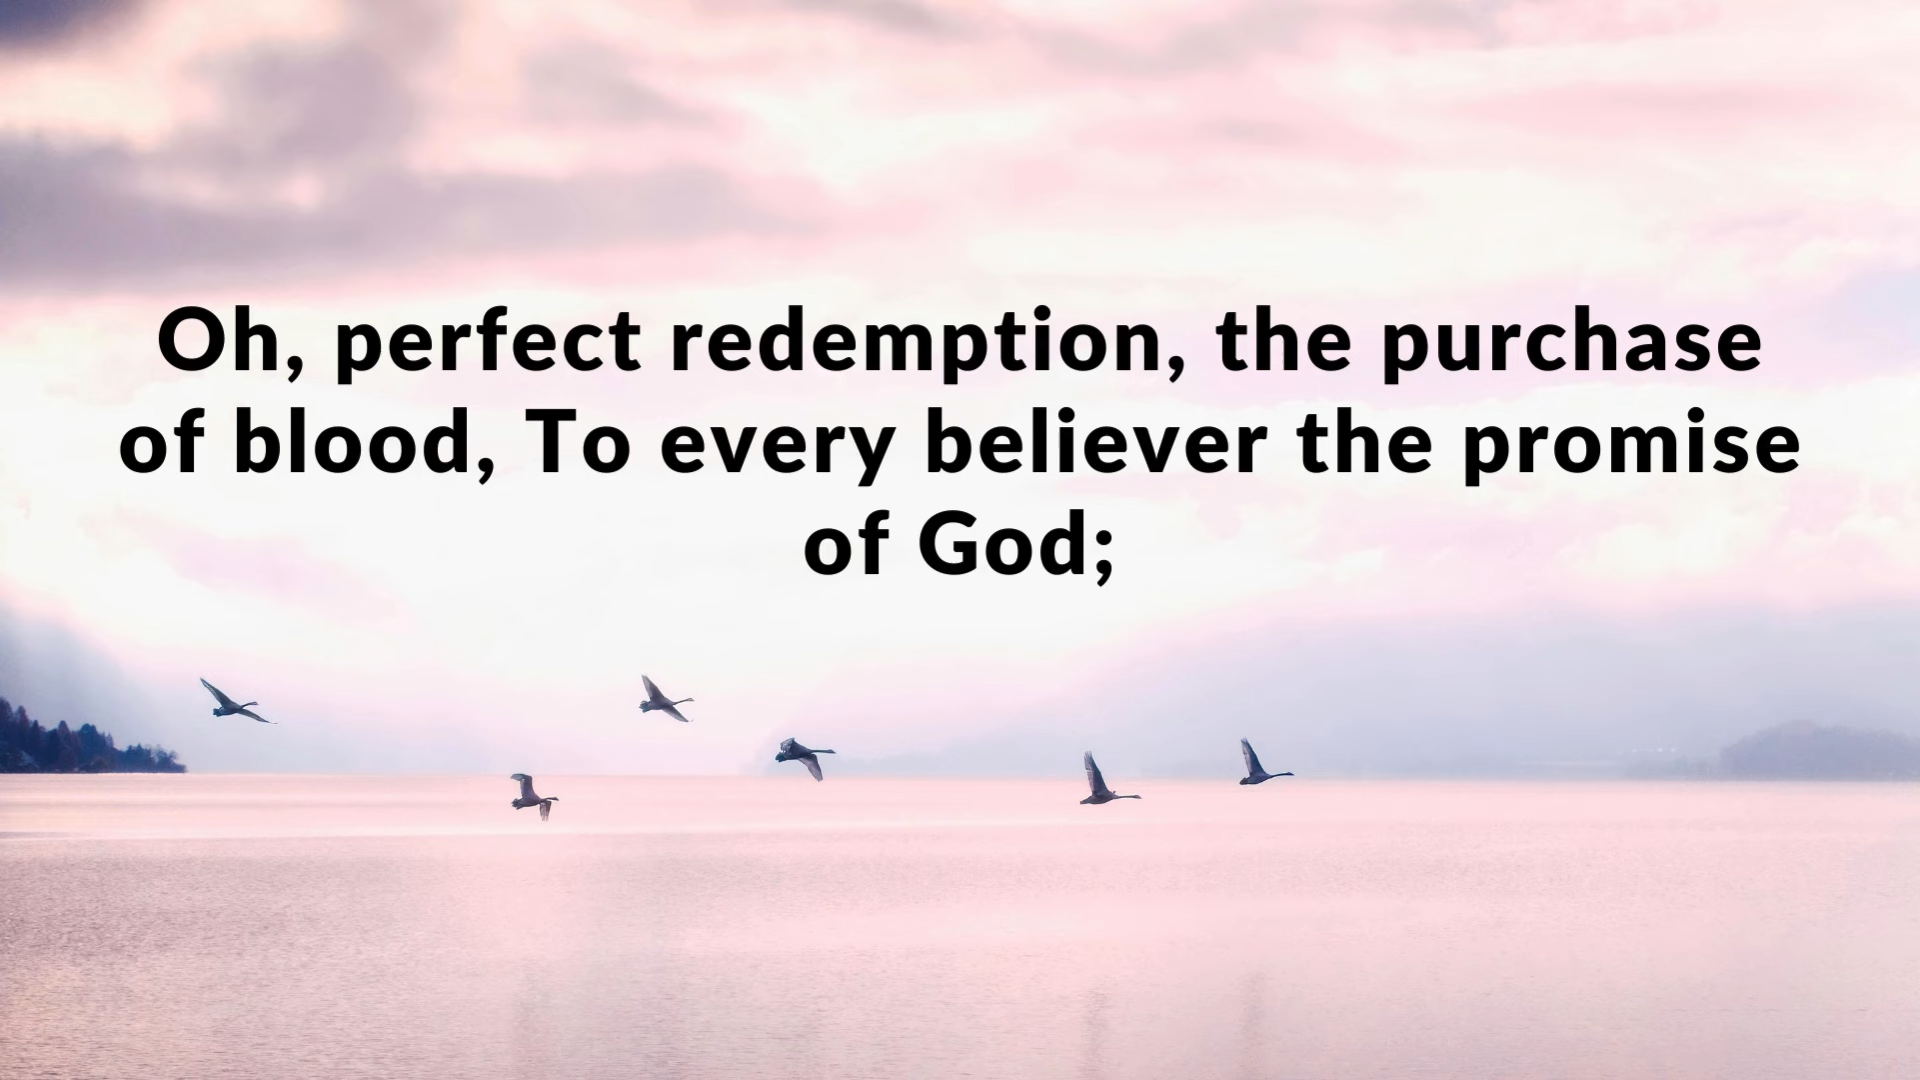 Oh, perfect redemption, the purchase
of blood, To every believer the promise
of God;